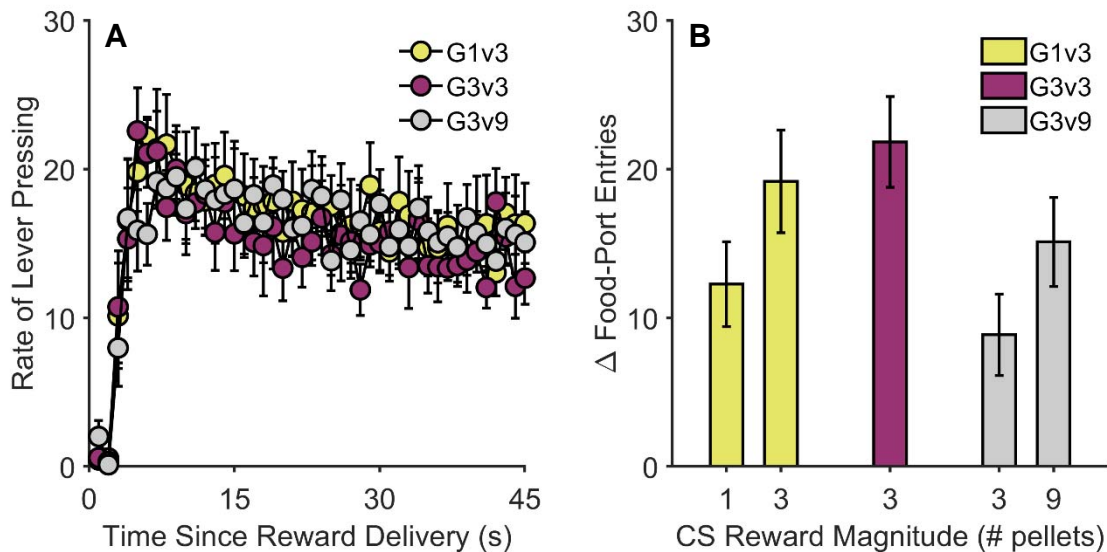 A
30
20
10
0
Rate of Lever Pressing
G1v3
G3v3
G3v9
0 15 30 45
Time Since Reward Delivery (s)
B
30
20
10
0
Δ Food-Port Entries
G1v3
G3v3
G3v9
1 3 3 3 9
CS Reward Magnitude (# pellets)